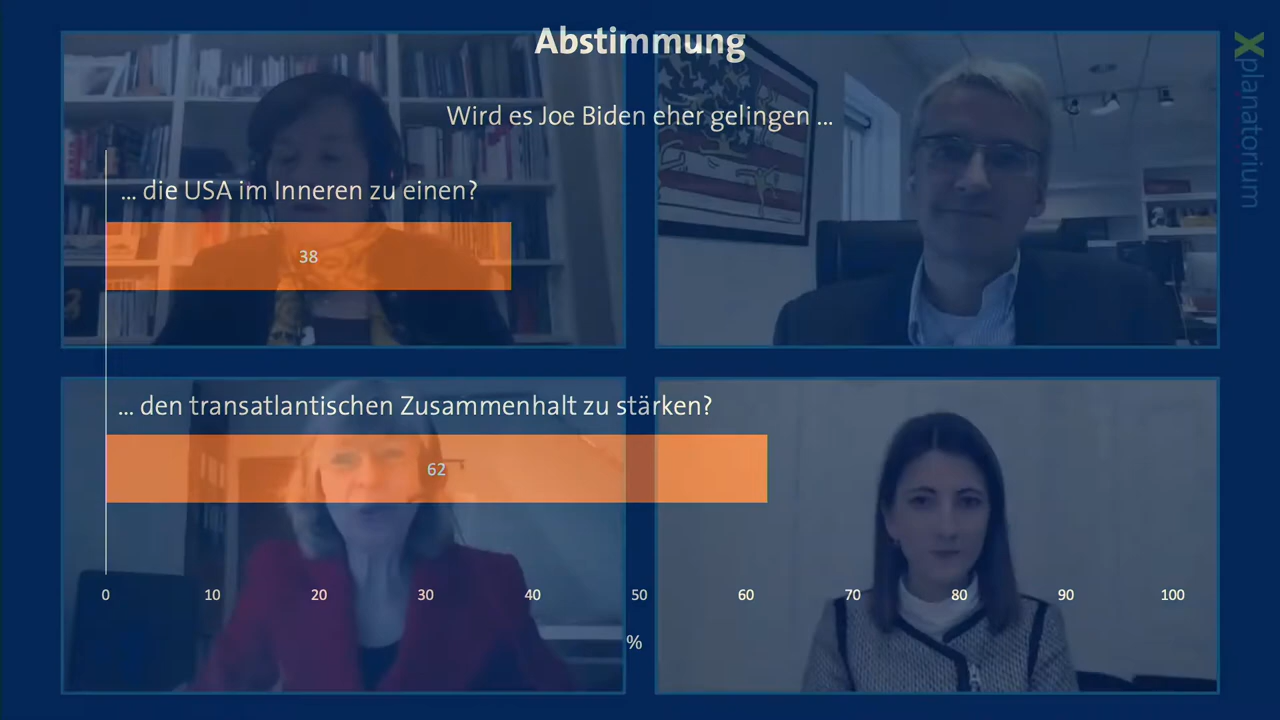 Abstimmung
Wird es Joe Biden eher gelingen ...
... die USA im Inneren zu einen?
38
... den transatlantischen Zusammenhalt zu stärken?
62
0 10 20 30 40 50 60 70 80 90 100
%
Xplanatorium